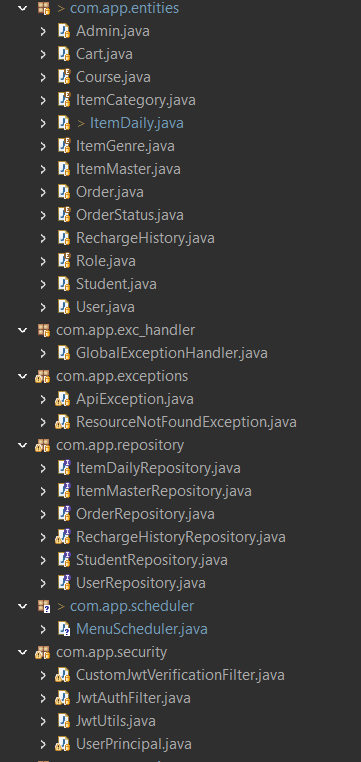 > com.app.entities
Admin.java
Cart.java
Course.java
ItemCategory.java
> ItemDaily.java
ItemGenre.java
ItemMaster.java
Order.java
OrderStatus.java
RechargeHistory.java
Role.java
Student.java
User.java
com.app.exc_handler
GlobalExceptionHandler.java
com.app.exceptions
ApiException.java
ResourceNotFoundException.java
com.app.repository
ItemDailyRepository.java
ItemMasterRepository.java
OrderRepository.java
RechargeHistoryRepository.java
StudentRepository.java
UserRepository.java
> com.app.scheduler
MenuScheduler.java
com.app.security
CustomJwtVerificationFilter.java
JwtAuthFilter.java
JwtUtils.java
UserPrincipal.java